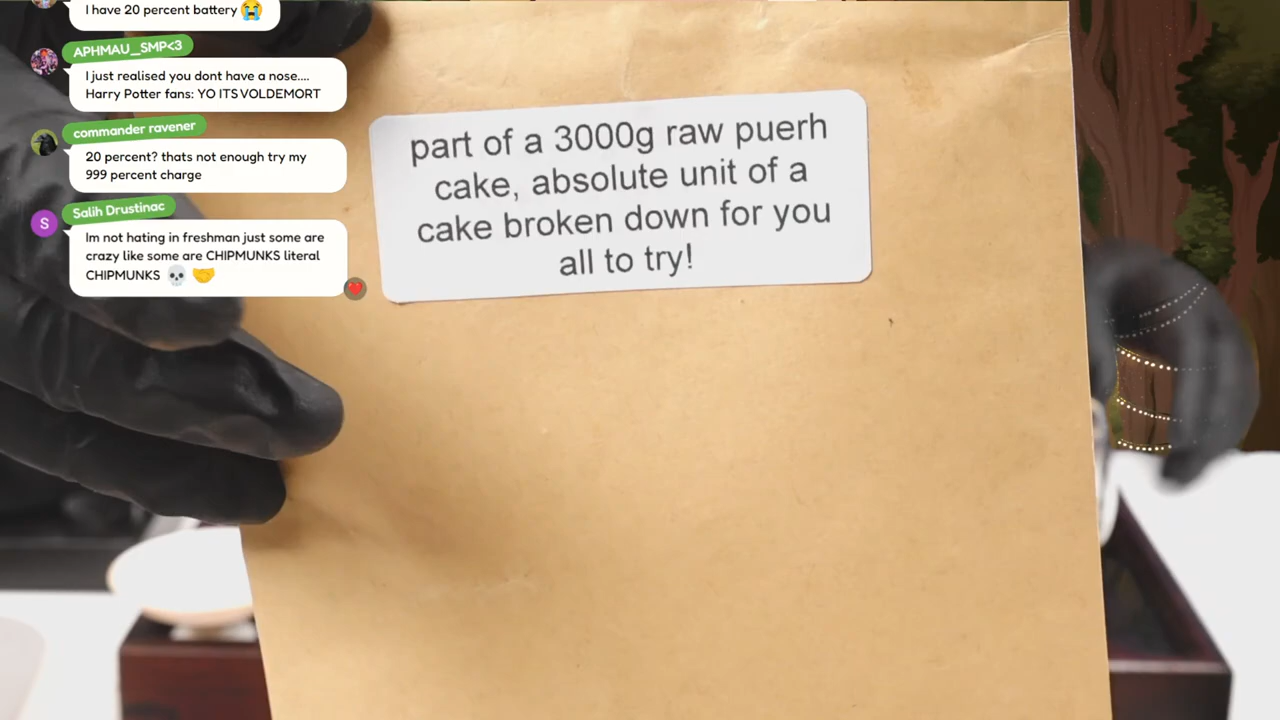 I have 20 percent battery 😭
APHMAU_SMP<3
I just realised you dont have a nose....
Harry Potter fans: YO ITS VOLDEMORT
commander ravener
20 percent? thats not enough try my
999 percent charge
S
Salih Drustinac
Im not hating in freshman just some are
crazy like some are CHIPMUNKS literal
CHIPMUNKS 💀 🤝
part of a 3000g raw puerh
cake, absolute unit of a
cake broken down for you
all to try!